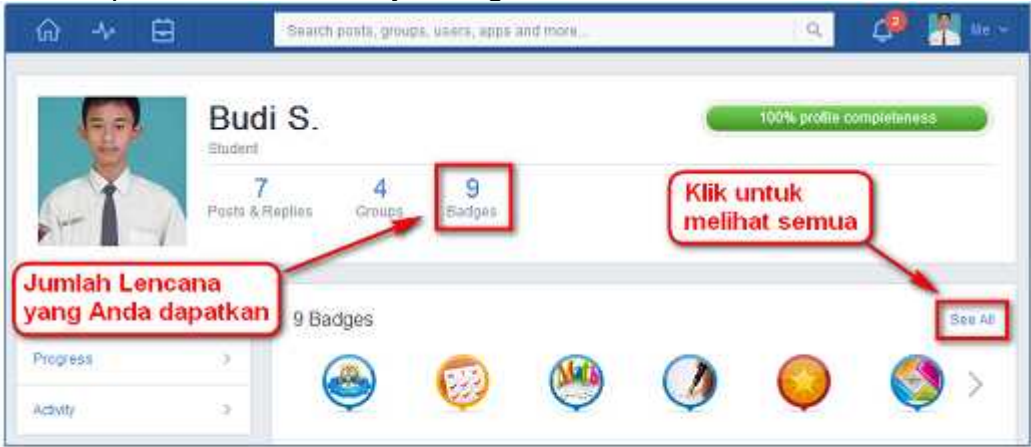 Search posts, groups, users, apps and more...
2
Me
Budi S.
Student
100% profile completeness
7
4
9
Posts & Replies
Groups
Badges
Klik untuk
melihat semua
Jumlah Lencana
yang Anda dapatkan
9 Badges
See All
Progress
Math
Activity